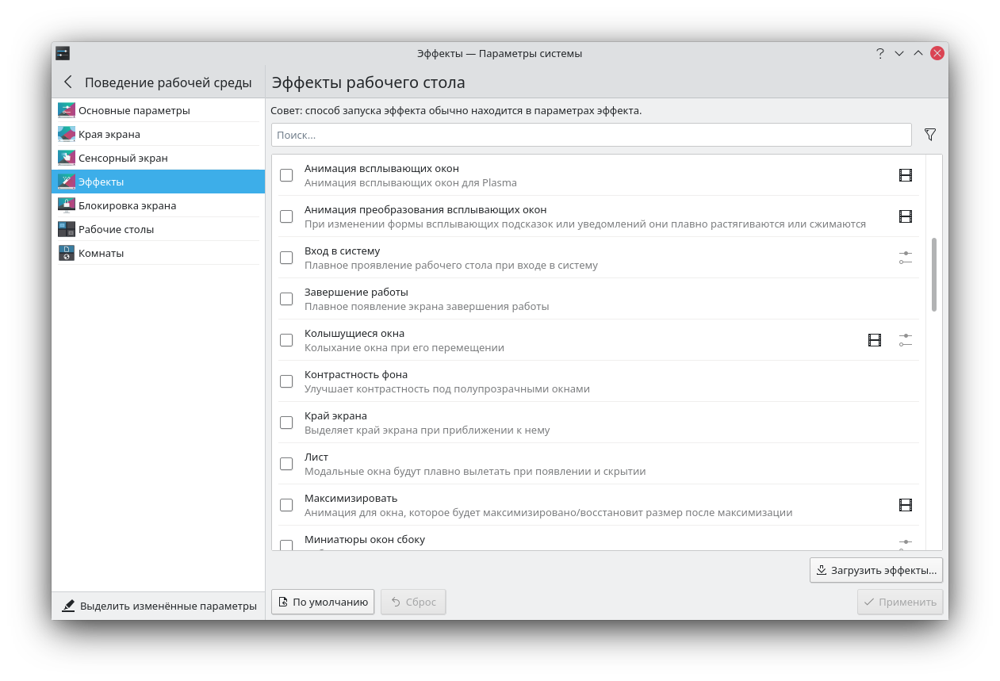 Эффекты — Параметры системы
Поведение рабочей среды
Эффекты рабочего стола
Основные параметры
Края экрана
Сенсорный экран
Эффекты
Блокировка экрана
Рабочие столы
Комнаты
Выделить изменённые параметры
Совет: способ запуска эффекта обычно находится в параметрах эффекта.
Поиск...
Анимация всплывающих окон
Анимация всплывающих окон для Plasma
Анимация преобразования всплывающих окон
При изменении формы всплывающих подсказок или уведомлений они плавно растягиваются или сжимаются
Вход в систему
Плавное проявление рабочего стола при входе в систему
Завершение работы
Плавное появление экрана завершения работы
Колышущиеся окна
Колыхание окна при его перемещении
Контрастность фона
Улучшает контрастность под полупрозрачными окнами
Край экрана
Выделяет край экрана при приближении к нему
Лист
Модальные окна будут плавно вылетать при появлении и скрытии
Максимизировать
Анимация для окна, которое будет максимизировано/восстановит размер после максимизации
Миниатюры окон сбоку
Загрузить эффекты...
По умолчанию
Сброс
Применить